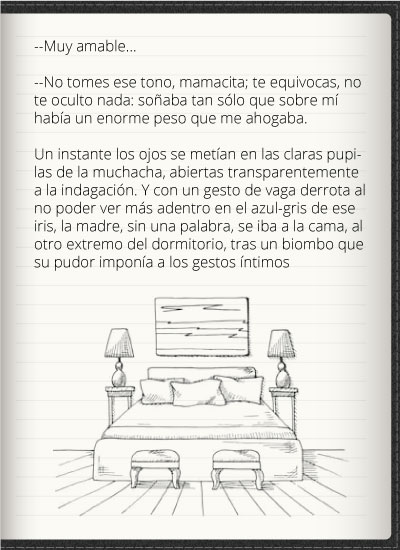 --Muy amable...
--No tomes ese tono, mamacita; te equivocas, no
te oculto nada: soñaba tan sólo que sobre mí
había un enorme peso que me ahogaba.
Un instante los ojos se metían en las claras pupi-
las de la muchacha, abiertas transparentemente
a la indagación. Y con un gesto de vaga derrota al
no poder ver más adentro en el azul-gris de ese
iris, la madre, sin una palabra, se iba a la cama, al
otro extremo del dormitorio, tras un biombo que
su pudor imponía a los gestos íntimos